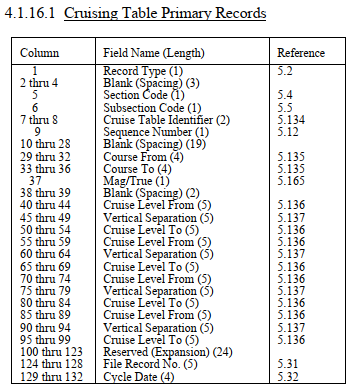 4.1.16.1 Cruising Table Primary Records
Column Field Name (Length) Reference
1 Record Type (1) 5.2
2 thru 4 Blank (Spacing) (3)
5 Section Code (1) 5.4
6 Subsection Code (1) 5.5
7 thru 8 Cruise Table Identifier (2) 5.134
9 Sequence Number (1) 5.12
10 thru 28 Blank (Spacing) (19)
29 thru 32 Course From (4) 5.135
33 thru 36 Course To (4) 5.135
37 Mag/True (1) 5.165
38 thru 39 Blank (Spacing) (2)
40 thru 44 Cruise Level From (5) 5.136
45 thru 49 Vertical Separation (5) 5.137
50 thru 54 Cruise Level To (5) 5.136
55 thru 59 Cruise Level From (5) 5.136
60 thru 64 Vertical Separation (5) 5.137
65 thru 69 Cruise Level To (5) 5.136
70 thru 74 Cruise Level From (5) 5.136
75 thru 79 Vertical Separation (5) 5.137
80 thru 84 Cruise Level To (5) 5.136
85 thru 89 Cruise Level From (5) 5.136
90 thru 94 Vertical Separation (5) 5.137
95 thru 99 Cruise Level To (5) 5.136
100 thru 123 Reserved (Expansion) (24)
124 thru 128 File Record No. (5) 5.31
129 thru 132 Cycle Date (4) 5.32